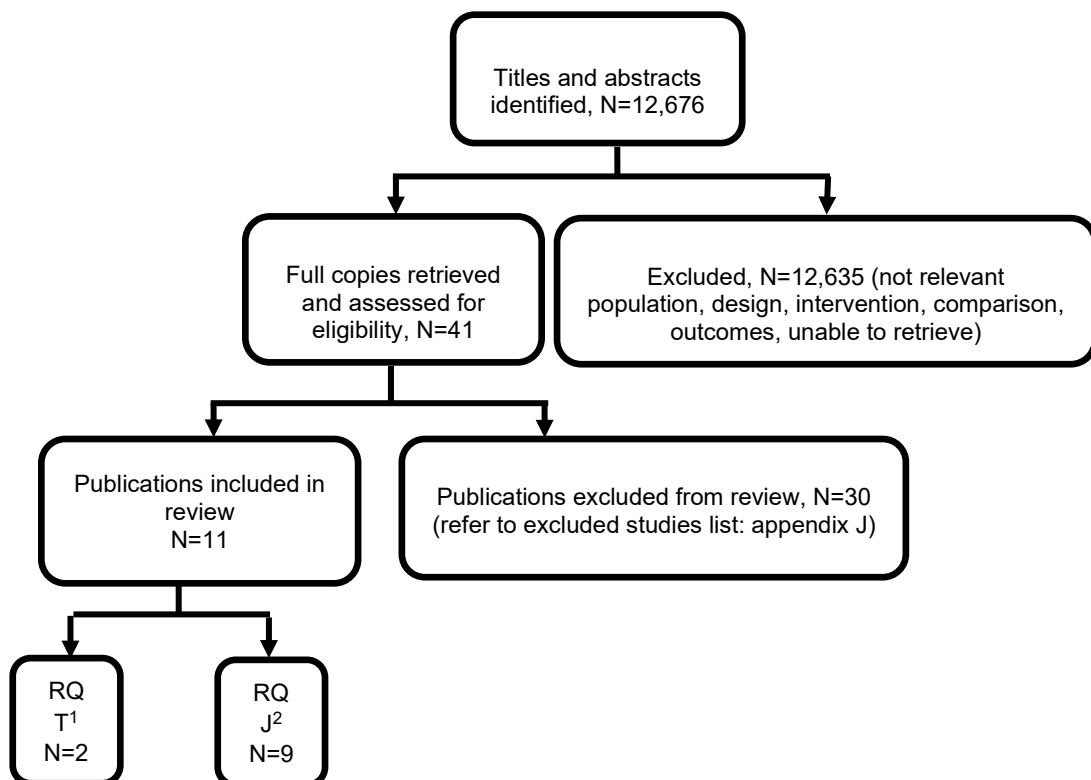 Titles and abstracts
identified, N=12,676
Full copies retrieved
and assessed for
eligibility, N=41
Excluded, N=12,635 (not relevant
population, design, intervention, comparison,
outcomes, unable to retrieve)
Publications included in
review
N=11
Publications excluded from review, N=30
(refer to excluded studies list: appendix J)
RQ
T¹
N=2
RQ
J²
N=9